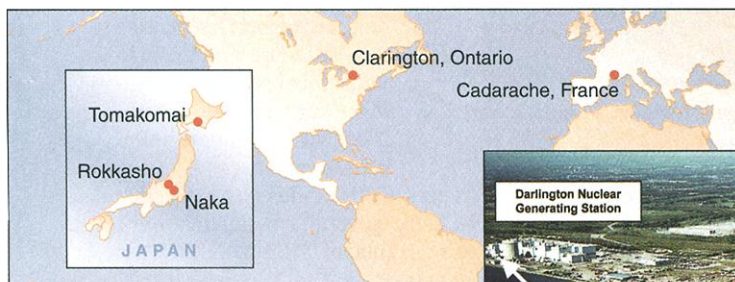 Clarington, Ontario
Cadarache, France
Tomakomai
Rokkasho
Naka
JAPAN
Darlington Nuclear
Generating Station